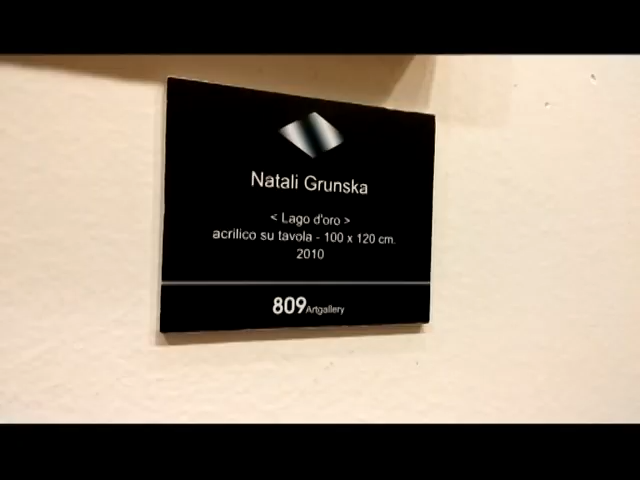 Natali Grunska
< Lago d'oro >
acrilico su tavola - 100 x 120 cm.
2010
809 Artgallery